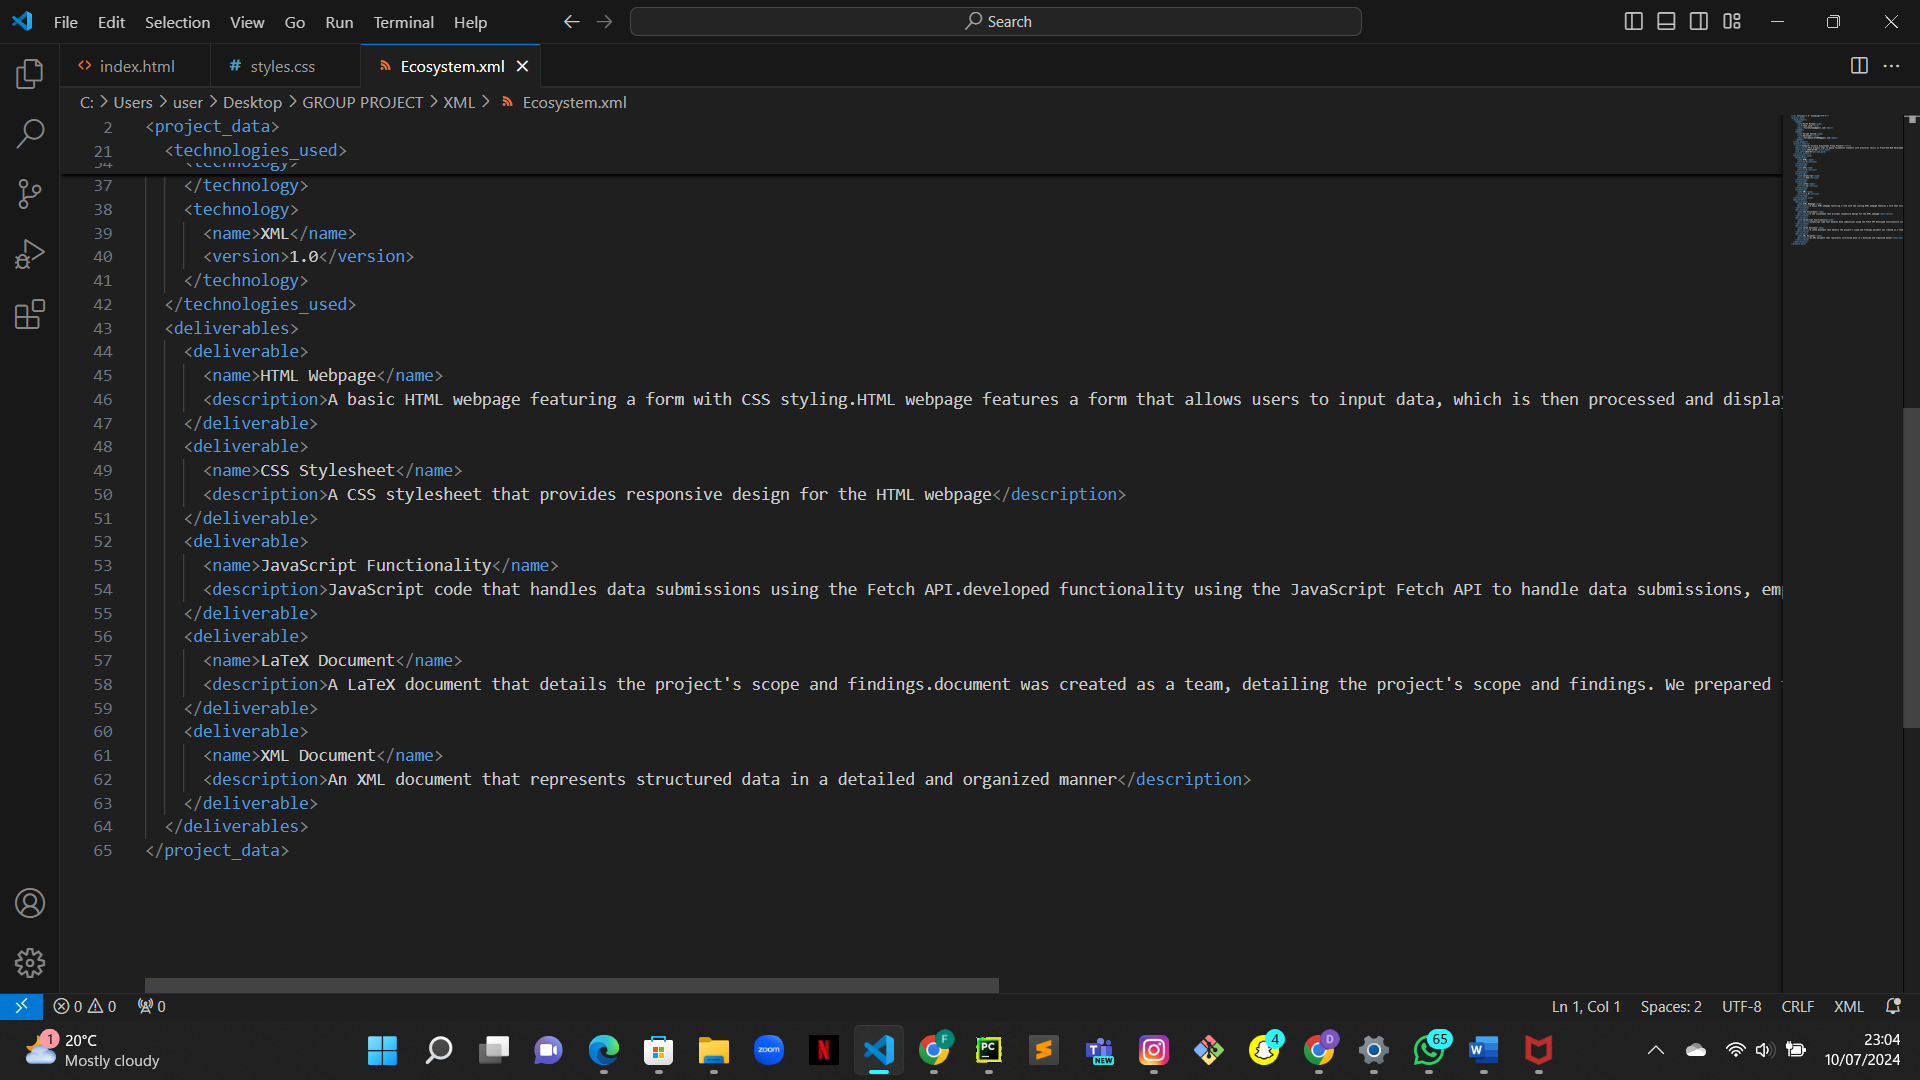 File Edit Selection View Go Run Terminal Help
Search
index.html
styles.css
Ecosystem.xml
C: > Users > user > Desktop > GROUP PROJECT > XML > Ecosystem.xml
2 <project_data>
21 <technologies_used>
34 <technology>
37 </technology>
38 <technology>
39 <name>XML</name>
40 <version>1.0</version>
41 </technology>
42 </technologies_used>
43 <deliverables>
44 <deliverable>
45 <name>HTML Webpage</name>
46 <description>A basic HTML webpage featuring a form with CSS styling.HTML webpage features a form that allows users to input data, which is then processed and display
47 </deliverable>
48 <deliverable>
49 <name>CSS Stylesheet</name>
50 <description>A CSS stylesheet that provides responsive design for the HTML webpage</description>
51 </deliverable>
52 <deliverable>
53 <name>JavaScript Functionality</name>
54 <description>JavaScript code that handles data submissions using the Fetch API.developed functionality using the JavaScript Fetch API to handle data submissions, em
55 </deliverable>
56 <deliverable>
57 <name>LaTeX Document</name>
58 <description>A LaTeX document that details the project's scope and findings.document was created as a team, detailing the project's scope and findings. We prepared
59 </deliverable>
60 <deliverable>
61 <name>XML Document</name>
62 <description>An XML document that represents structured data in a detailed and organized manner</description>
63 </deliverable>
64 </deliverables>
65 </project_data>
0 0 0
Ln 1, Col 1 Spaces: 2 UTF-8 CRLF XML
1 20°C
Mostly cloudy
zoom
N
F
PC
NEW
4
D
65
W
23:04
10/07/2024